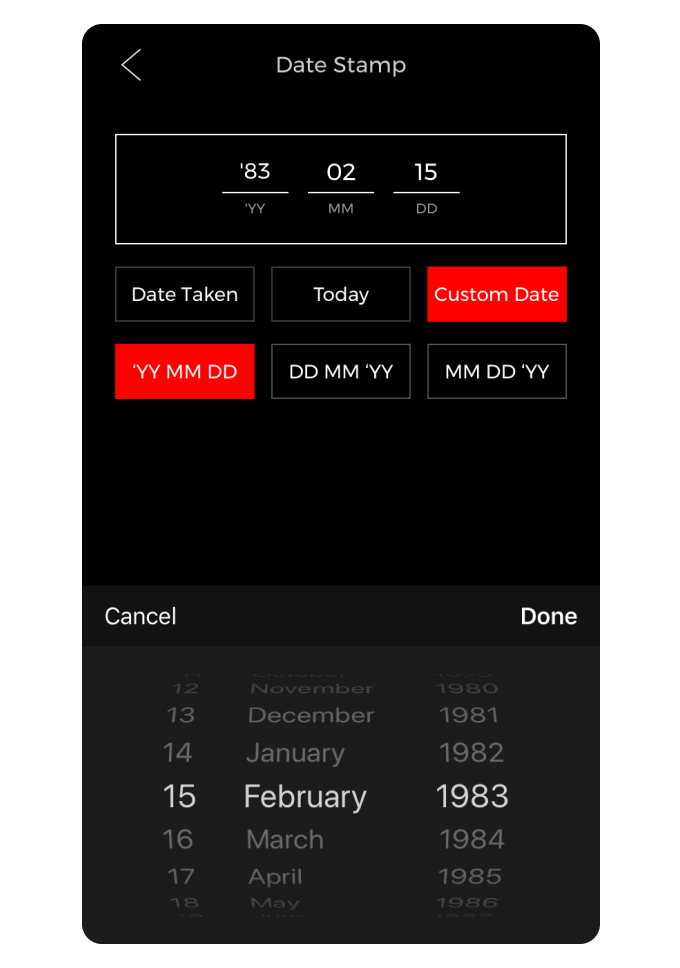 Date Stamp
'83 02 15
'YY MM DD
Date Taken Today Custom Date
‘YY MM DD DD MM ‘YY MM DD ‘YY
Cancel Done
12 November 1980
13 December 1981
14 January 1982
15 February 1983
16 March 1984
17 April 1985
18 May 1986